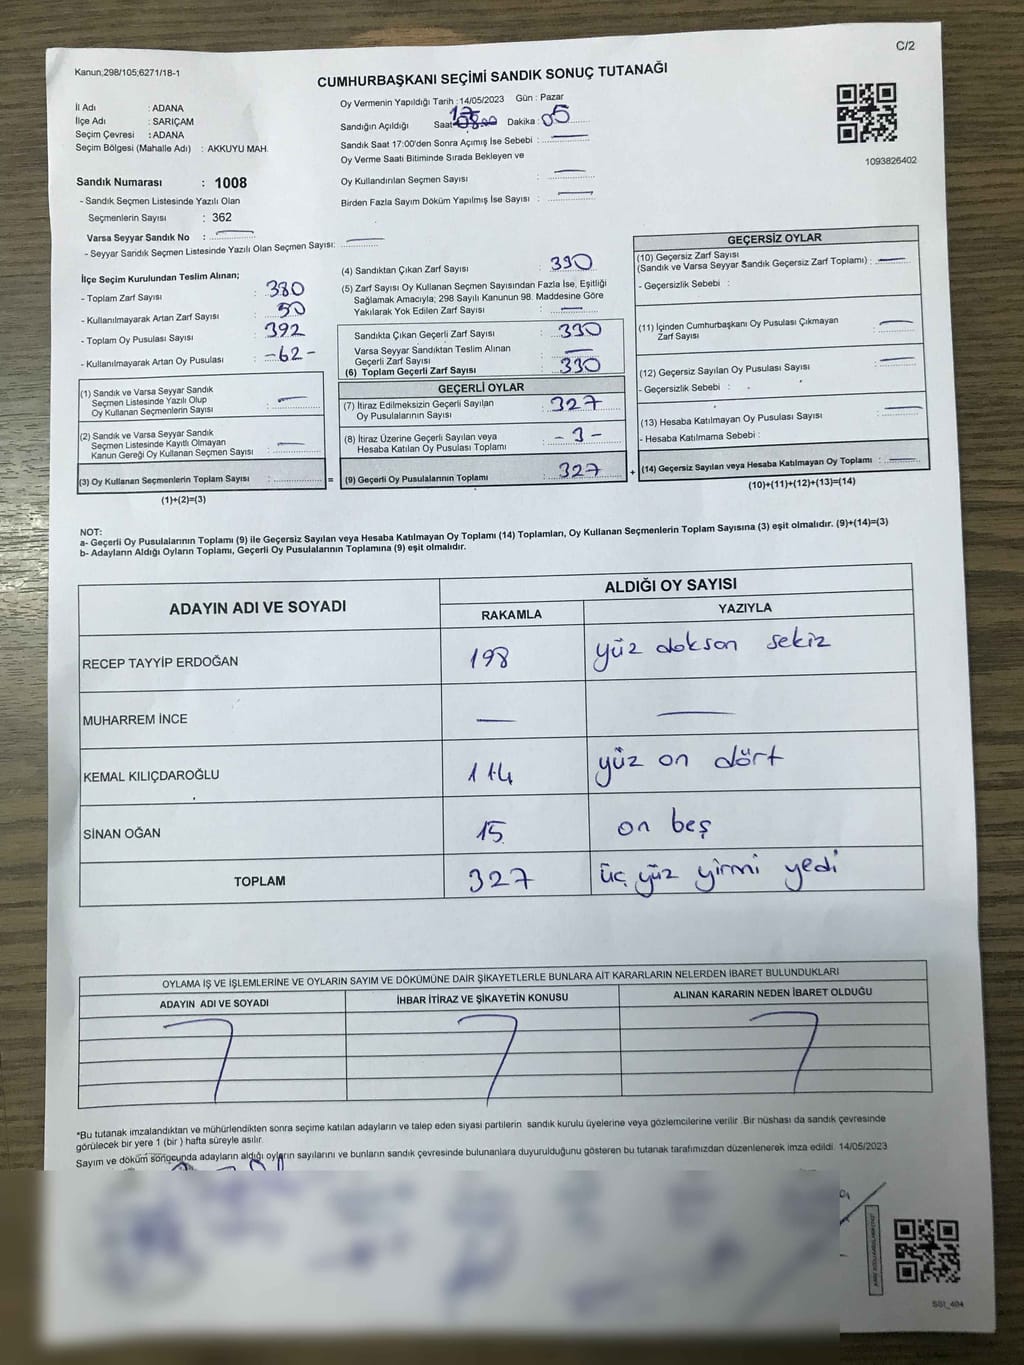 C/2
Kanun;298/105;6271/18-1
CUMHURBAŞKANI SEÇİMİ SANDIK SONUÇ TUTANAĞI
İl Adı : ADANA
İlçe Adı : SARIÇAM
Seçim Çevresi : ADANA
Seçim Bölgesi (Mahalle Adı) : AKKUYU MAH.
Oy Vermenin Yapıldığı Tarih :14/05/2023 Gün : Pazar
Sandığın Açıldığı Saat 17 Dakika : 05
Sandık Saat 17:00'den Sonra Açımış İse Sebebi : —
Oy Verme Saati Bitiminde Sırada Bekleyen ve
Oy Kullandırılan Seçmen Sayısı : —
Birden Fazla Sayım Döküm Yapılmış İse Sayısı : —
1093826402
Sandık Numarası : 1008
- Sandık Seçmen Listesinde Yazılı Olan
Seçmenlerin Sayısı : 362
Varsa Seyyar Sandık No : —
- Seyyar Sandık Seçmen Listesinde Yazılı Olan Seçmen Sayısı: —
İlçe Seçim Kurulundan Teslim Alınan;
- Toplam Zarf Sayısı : 380
- Kullanılmayarak Artan Zarf Sayısı : 50
- Toplam Oy Pusulası Sayısı : 392
- Kullanılmayarak Artan Oy Pusulası : -62-
(1) Sandık ve Varsa Seyyar Sandık
Seçmen Listesinde Yazılı Olup
Oy Kullanan Seçmenlerin Sayısı : —
(2) Sandık ve Varsa Seyyar Sandık
Seçmen Listesinde Kayıtlı Olmayan
Kanun Gereği Oy Kullanan Seçmen Sayısı : —
(3) Oy Kullanan Seçmenlerin Toplam Sayısı :
(1)+(2)=(3)
=
(4) Sandıktan Çıkan Zarf Sayısı : 330
(5) Zarf Sayısı Oy Kullanan Seçmen Sayısından Fazla İse, Eşitliği
Sağlamak Amacıyla; 298 Sayılı Kanunun 98. Maddesine Göre
Yakılarak Yok Edilen Zarf Sayısı : —
Sandıkta Çıkan Geçerli Zarf Sayısı : 330
Varsa Seyyar Sandıktan Teslim Alınan
Geçerli Zarf Sayısı : —
(6) Toplam Geçerli Zarf Sayısı : 330
GEÇERLİ OYLAR
(7) İtiraz Edilmeksizin Geçerli Sayılan
Oy Pusulalarının Sayısı : 327
(8) İtiraz Üzerine Geçerli Sayılan veya
Hesaba Katılan Oy Pusulası Toplamı : -3-
(9) Geçerli Oy Pusulalarının Toplamı : 327
+
GEÇERSİZ OYLAR
(10) Geçersiz Zarf Sayısı
(Sandık ve Varsa Seyyar Sandık Geçersiz Zarf Toplamı) : —
- Geçersizlik Sebebi :
(11) İçinden Cumhurbaşkanı Oy Pusulası Çıkmayan
Zarf Sayısı : —
(12) Geçersiz Sayılan Oy Pusulası Sayısı : —
- Geçersizlik Sebebi :
(13) Hesaba Katılmayan Oy Pusulası Sayısı : —
- Hesaba Katılmama Sebebi :
(14) Geçersiz Sayılan veya Hesaba Katılmayan Oy Toplamı : —
(10)+(11)+(12)+(13)=(14)
NOT:
a- Geçerli Oy Pusulalarının Toplamı (9) ile Geçersiz Sayılan veya Hesaba Katılmayan Oy Toplamı (14) Toplamları, Oy Kullanan Seçmenlerin Toplam Sayısına (3) eşit olmalıdır. (9)+(14)=(3)
b- Adayların Aldığı Oyların Toplamı, Geçerli Oy Pusulalarının Toplamına (9) eşit olmalıdır.
ADAYIN ADI VE SOYADI
ALDIĞI OY SAYISI
RAKAMLA YAZIYLA
RECEP TAYYİP ERDOĞAN 198 yüz dokson sekiz
MUHARREM İNCE — —
KEMAL KILIÇDAROĞLU 114 yüz on dört
SİNAN OĞAN 15 on beş
TOPLAM 327 üç yüz yirmi yedi
OYLAMA İŞ VE İŞLEMLERİNE VE OYLARIN SAYIM VE DÖKÜMÜNE DAİR ŞİKAYETLERLE BUNLARA AİT KARARLARIN NELERDEN İBARET BULUNDUKLARI
ADAYIN ADI VE SOYADI İHBAR İTİRAZ VE ŞİKAYETİN KONUSU ALINAN KARARIN NEDEN İBARET OLDUĞU
*Bu tutanak imzalandıktan ve mühürlendikten sonra seçime katılan adayların ve talep eden siyasi partilerin sandık kurulu üyelerine veya gözlemcilerine verilir. Bir nüshası da sandık çevresinde
görülecek bir yere 1 (bir ) hafta süreyle asılır.
Sayım ve döküm sonucunda adayların aldığı oyların sayılarını ve bunların sandık çevresinde bulunanlara duyurulduğunu gösteren bu tutanak tarafımızdan düzenlenerek imza edildi. 14/05/2023